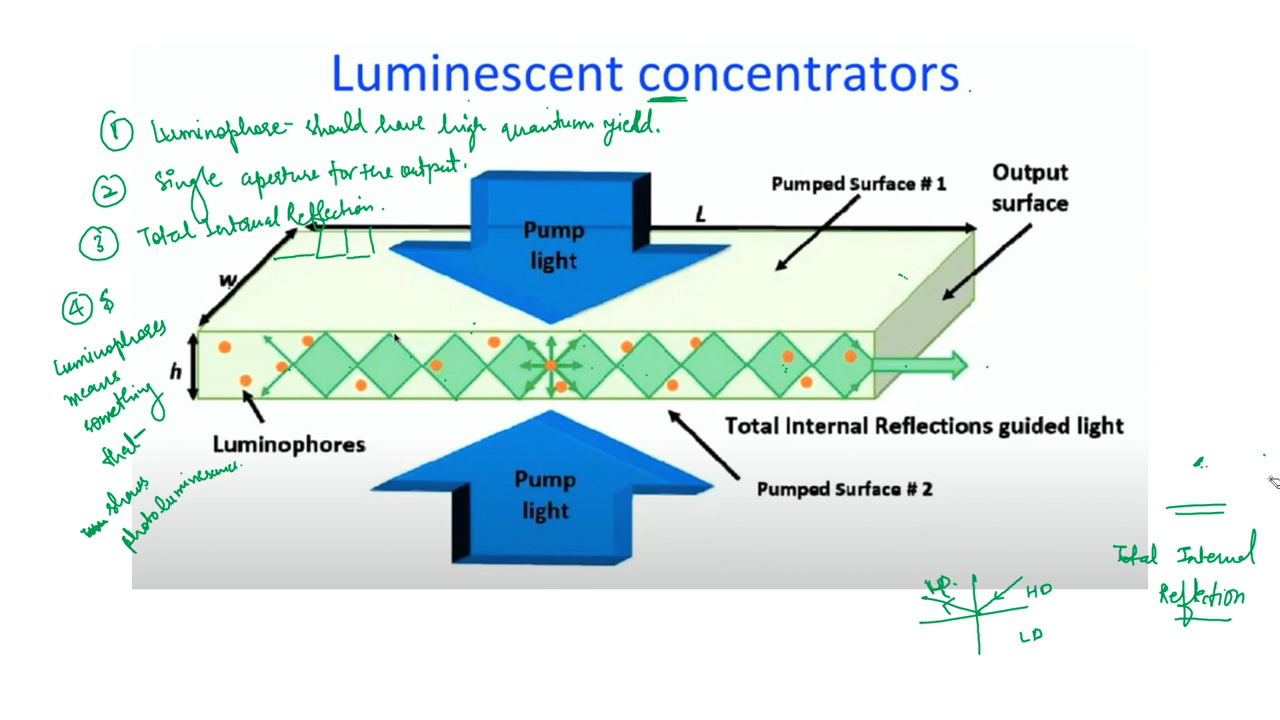 Luminescent concentrators
① Luminophore - should have high quantum yield.
② Single aperture for the output.
③ Total Internal Reflection.
④ $
Luminophores
means
something
that-
shows
photoluminescence.
Pump
light
L
w
h
Pumped Surface # 1
Output
surface
Luminophores
Total Internal Reflections guided light
Pump
light
Pumped Surface # 2
Total Internal
Reflection
HD
LD